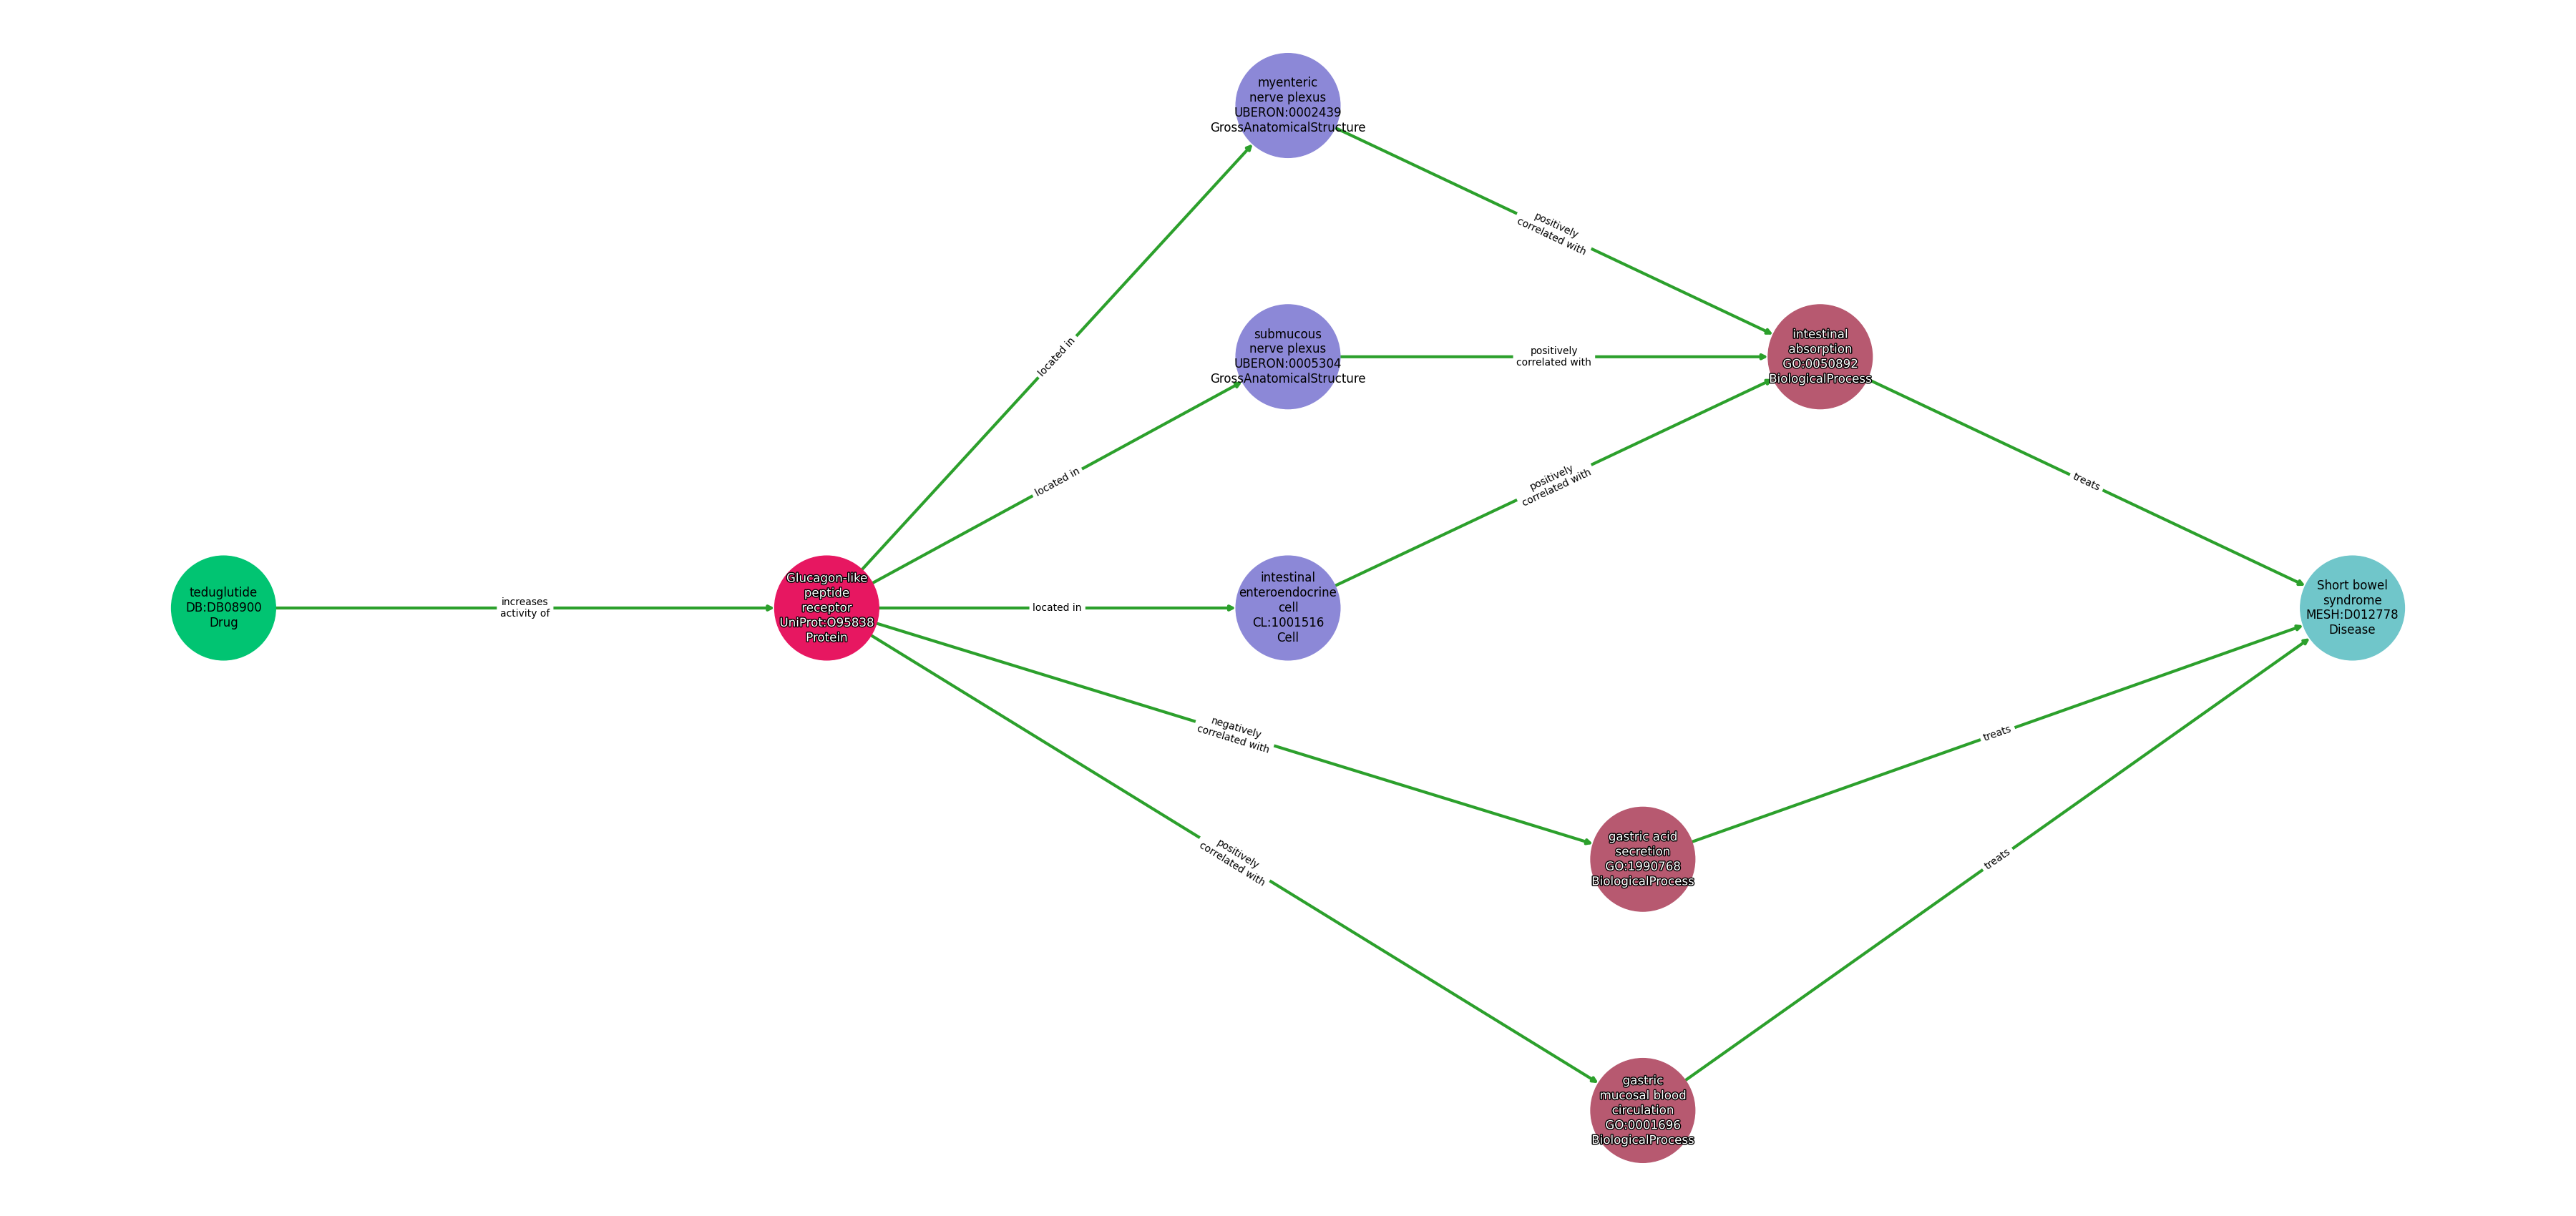 myenteric
nerve plexus
UBERON:0002439
GrossAnatomicalStructure
positively
correlated with
located in
submucous
nerve plexus
UBERON:0005304
GrossAnatomicalStructure
positively
correlated with
intestinal
absorption
GO:0050892
BiologicalProcess
located in
positively
correlated with
treats
teduglutide
DB:DB08900
Drug
increases
activity of
Glucagon-like
peptide
receptor
UniProt:O95838
Protein
located in
intestinal
enteroendocrine
cell
CL:1001516
Cell
Short bowel
syndrome
MESH:D012778
Disease
negatively
correlated with
treats
positively
correlated with
gastric acid
secretion
GO:1990768
BiologicalProcess
treats
gastric
mucosal blood
circulation
GO:0001696
BiologicalProcess